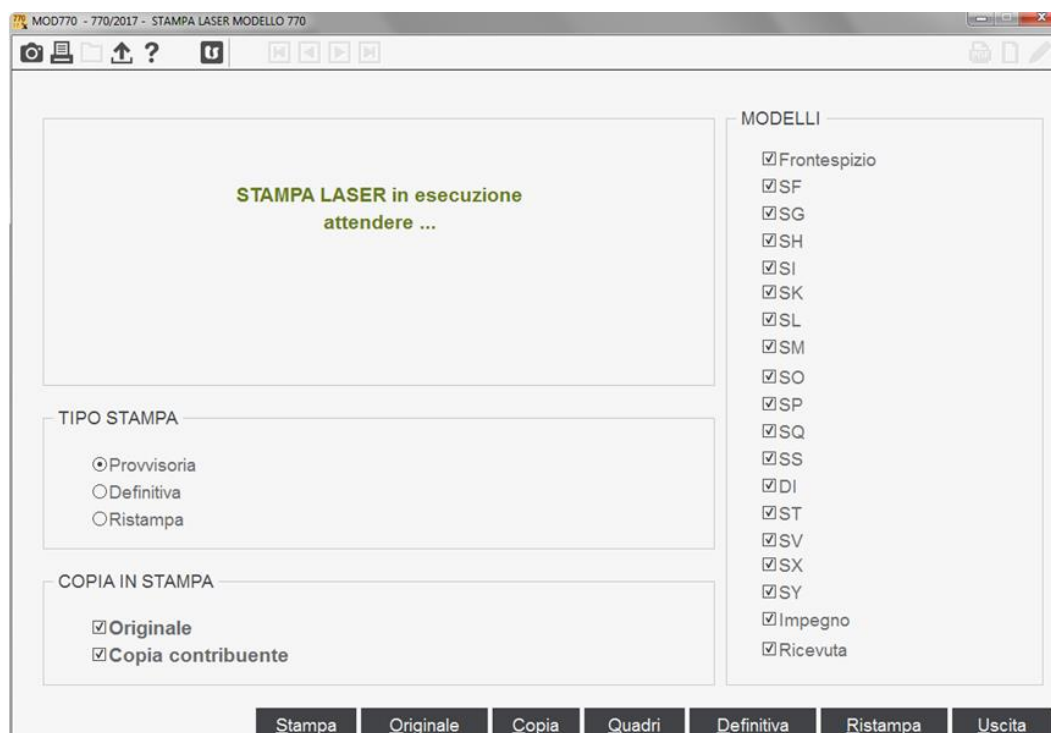 MOD770 - 770/2017 - STAMPA LASER MODELLO 770
STAMPA LASER in esecuzione
attendere ...
TIPO STAMPA
Provvisoria
Definitiva
Ristampa
COPIA IN STAMPA
Originale
Copia contribuente
MODELLI
Frontespizio
SF
SG
SH
SI
SK
SL
SM
SO
SP
SQ
SS
DI
ST
SV
SX
SY
Impegno
Ricevuta
Stampa Originale Copia Quadri Definitiva Ristampa Uscita